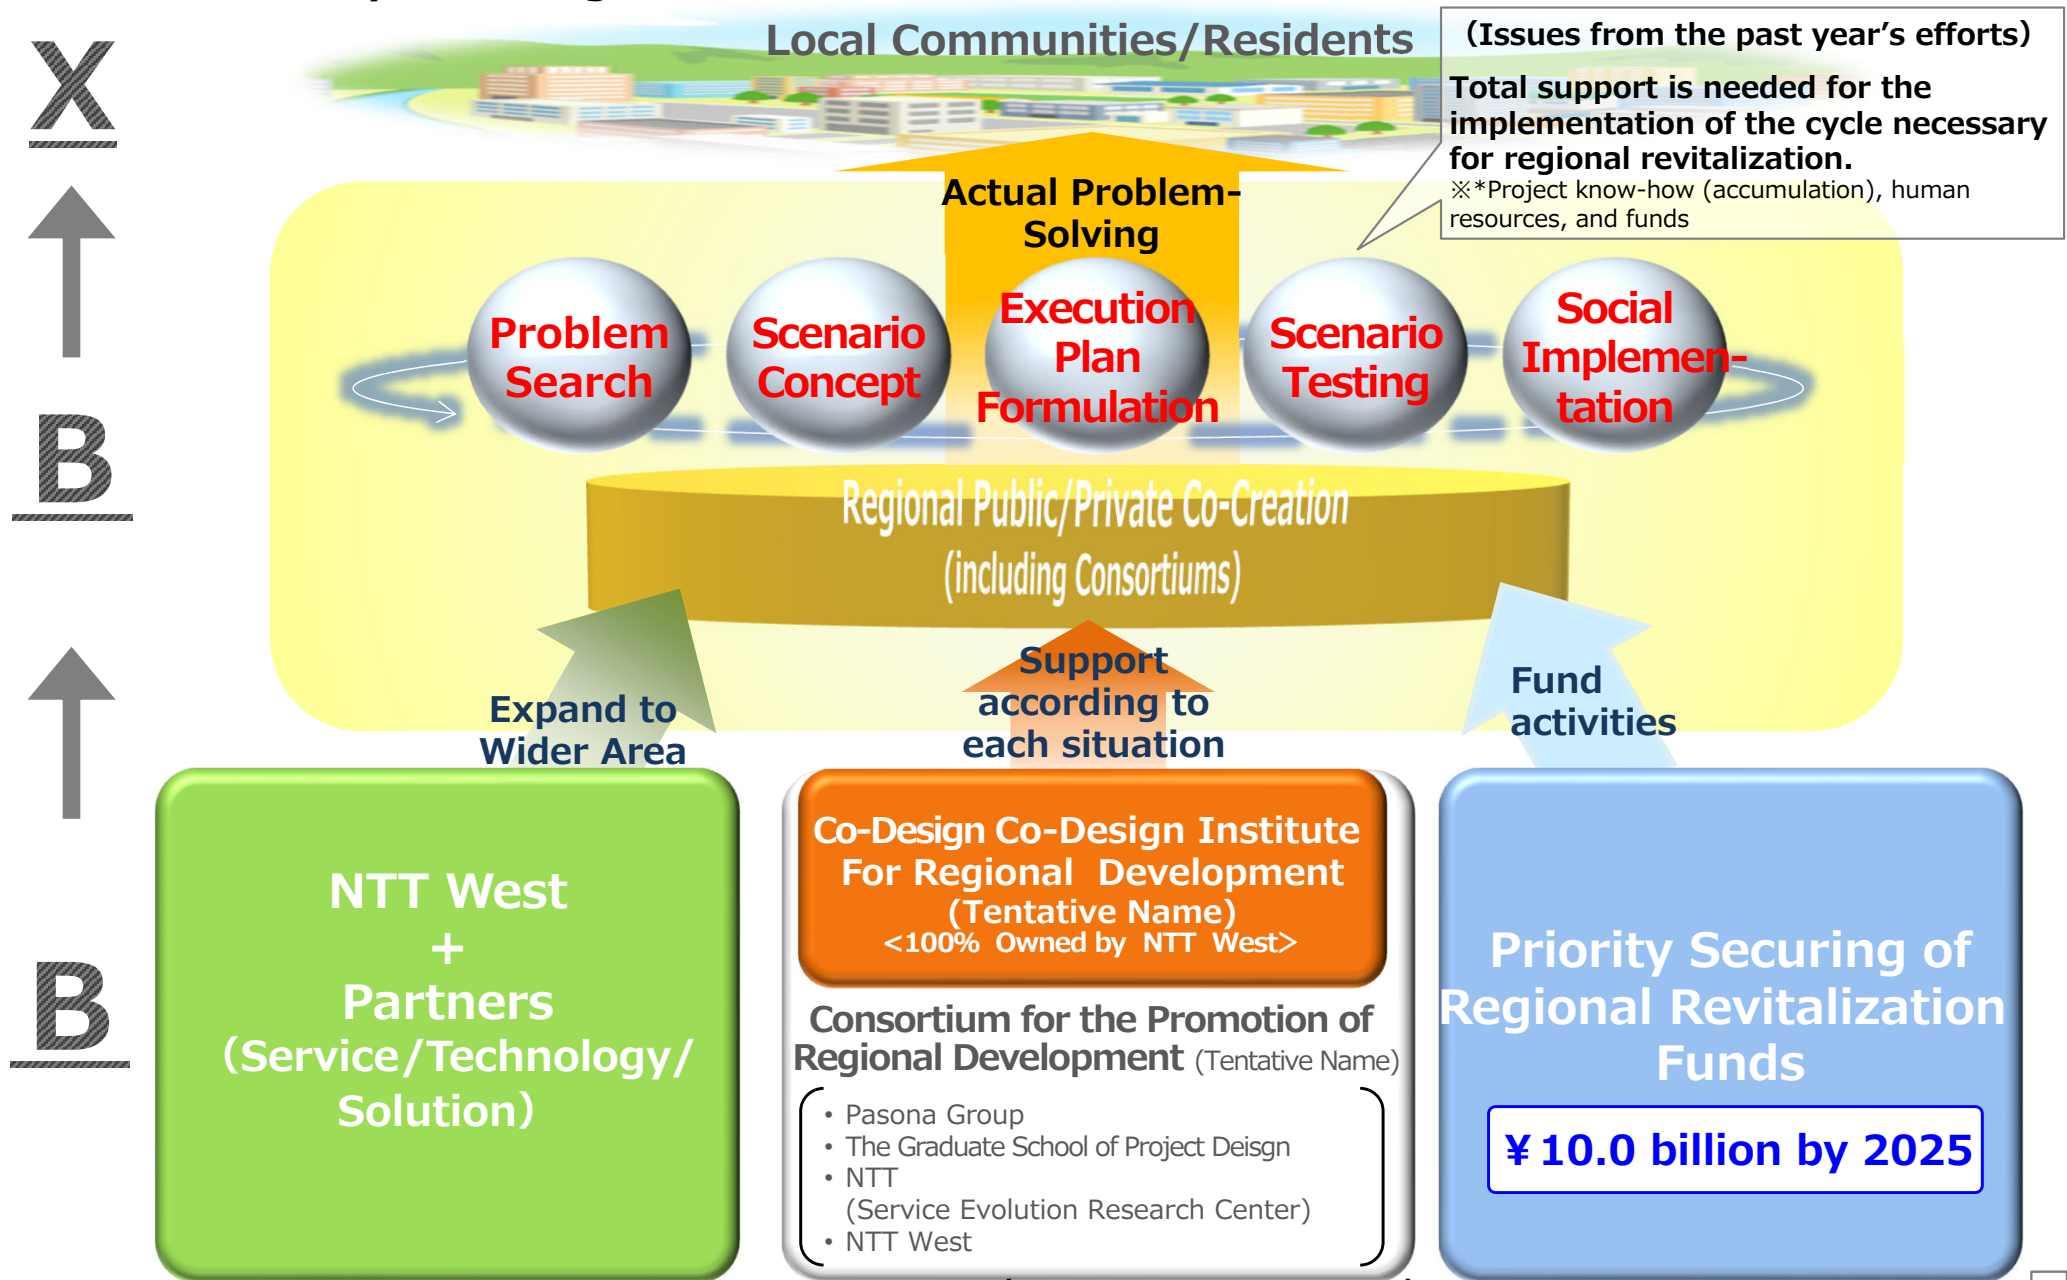 Local Communities/Residents
(Issues from the past year's efforts)
Total support is needed for the
implementation of the cycle necessary
for regional revitalization.
※*Project know-how (accumulation), human
resources, and funds
X
Actual Problem-
Solving
Problem
Search
Scenario
Concept
Execution
Plan
Formulation
Scenario
Testing
Social
Implemen-
tation
B
Regional Public/Private Co-Creation
(including Consortiums)
Expand to
Wider Area
Support
according to
each situation
Fund
activities
B
NTT West
+
Partners
(Service/Technology/
Solution)
Co-Design Co-Design Institute
For Regional Development
(Tentative Name)
<100% Owned by NTT West>
Consortium for the Promotion of
Regional Development (Tentative Name)
・Pasona Group
・The Graduate School of Project Deisgn
・NTT
(Service Evolution Research Center)
・NTT West
Priority Securing of
Regional Revitalization
Funds
¥10.0 billion by 2025